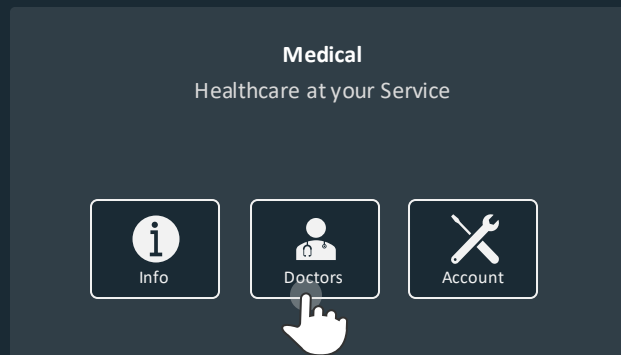 Medical
Healthcare at your Service
Info
Doctors
Account